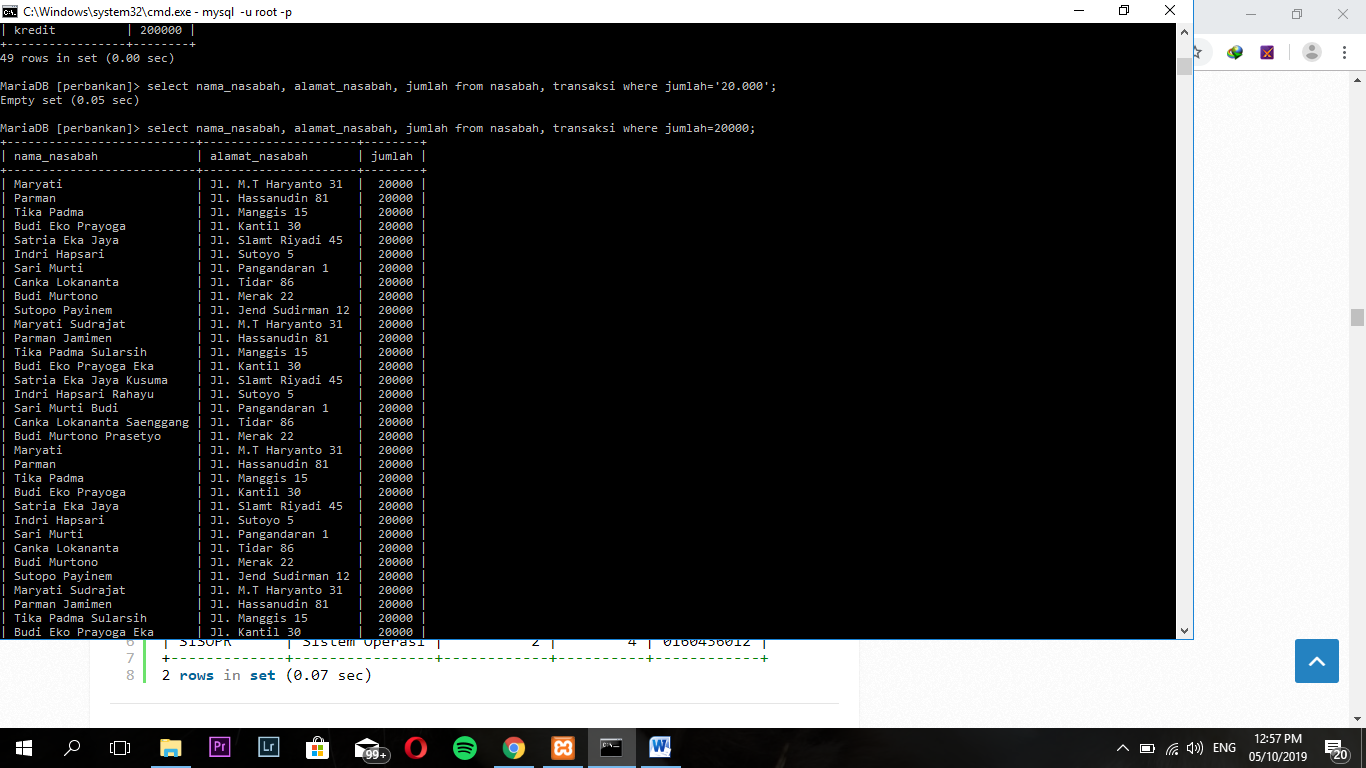 C:\Windows\system32\cmd.exe - mysql -u root -p
| kredit | 200000 |
+-----------------+--------+
49 rows in set (0.00 sec)
MariaDB [perbankan]> select nama_nasabah, alamat_nasabah, jumlah from nasabah, transaksi where jumlah='20.000';
Empty set (0.05 sec)
MariaDB [perbankan]> select nama_nasabah, alamat_nasabah, jumlah from nasabah, transaksi where jumlah=20000;
+---------------------------+----------------------+--------+
| nama_nasabah | alamat_nasabah | jumlah |
+---------------------------+----------------------+--------+
| Maryati | Jl. M.T Haryanto 31 | 20000 |
| Parman | Jl. Hassanudin 81 | 20000 |
| Tika Padma | Jl. Manggis 15 | 20000 |
| Budi Eko Prayoga | Jl. Kantil 30 | 20000 |
| Satria Eka Jaya | Jl. Slamt Riyadi 45 | 20000 |
| Indri Hapsari | Jl. Sutoyo 5 | 20000 |
| Sari Murti | Jl. Pangandaran 1 | 20000 |
| Canka Lokananta | Jl. Tidar 86 | 20000 |
| Budi Murtono | Jl. Merak 22 | 20000 |
| Sutopo Payinem | Jl. Jend Sudirman 12 | 20000 |
| Maryati Sudrajat | Jl. M.T Haryanto 31 | 20000 |
| Parman Jamimen | Jl. Hassanudin 81 | 20000 |
| Tika Padma Sularsih | Jl. Manggis 15 | 20000 |
| Budi Eko Prayoga Eka | Jl. Kantil 30 | 20000 |
| Satria Eka Jaya Kusuma | Jl. Slamt Riyadi 45 | 20000 |
| Indri Hapsari Rahayu | Jl. Sutoyo 5 | 20000 |
| Sari Murti Budi | Jl. Pangandaran 1 | 20000 |
| Canka Lokananta Saenggang | Jl. Tidar 86 | 20000 |
| Budi Murtono Prasetyo | Jl. Merak 22 | 20000 |
| Maryati | Jl. M.T Haryanto 31 | 20000 |
| Parman | Jl. Hassanudin 81 | 20000 |
| Tika Padma | Jl. Manggis 15 | 20000 |
| Budi Eko Prayoga | Jl. Kantil 30 | 20000 |
| Satria Eka Jaya | Jl. Slamt Riyadi 45 | 20000 |
| Indri Hapsari | Jl. Sutoyo 5 | 20000 |
| Sari Murti | Jl. Pangandaran 1 | 20000 |
| Canka Lokananta | Jl. Tidar 86 | 20000 |
| Budi Murtono | Jl. Merak 22 | 20000 |
| Sutopo Payinem | Jl. Jend Sudirman 12 | 20000 |
| Maryati Sudrajat | Jl. M.T Haryanto 31 | 20000 |
| Parman Jamimen | Jl. Hassanudin 81 | 20000 |
| Tika Padma Sularsih | Jl. Manggis 15 | 20000 |
| Budi Eko Prayoga Eka | Jl. Kantil 30 | 20000 |
6 | SISOPR | Sistem Operasi | 2 | 4 | 0160436012 |
7 +-------------+----------------+------------+----------+------------+
8 2 rows in set (0.07 sec)
Pr
Lr
99+
ENG
12:57 PM
05/10/2019
20